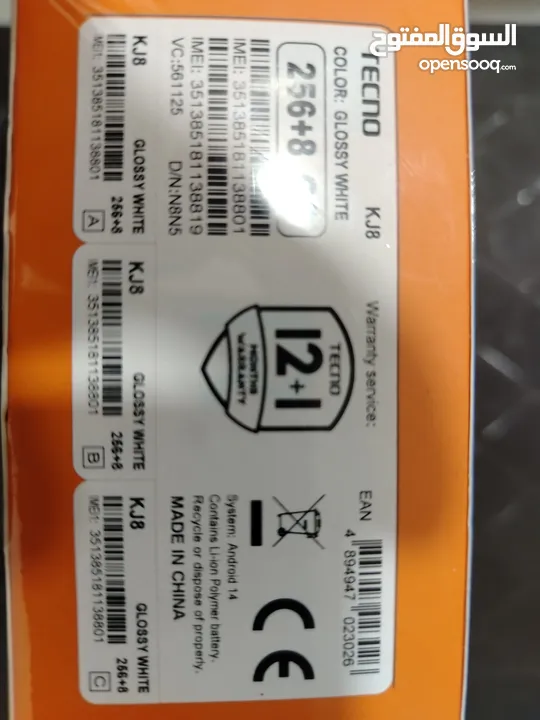 السوق المفتوح
opensooq.com
TECNO KJ8
COLOR: GLOSSY WHITE
256+8
IMEI: 351385181138801
IMEI: 351385181138819
VC:561125 D/N:N8N5
Warranty service:
TECNO
12+1
MONTHS
WARRANTY
EAN
4 894947 023026
System: Android 14
Contains Li-ion Polymer battery.
Recycle or dispose of properly.
MADE IN CHINA
CE
KJ8 GLOSSY WHITE 256+8
IMEI1: 351385181138801 A
KJ8 GLOSSY WHITE 256+8
IMEI1: 351385181138801 B
KJ8 GLOSSY WHITE 256+8
IMEI1: 351385181138801 C